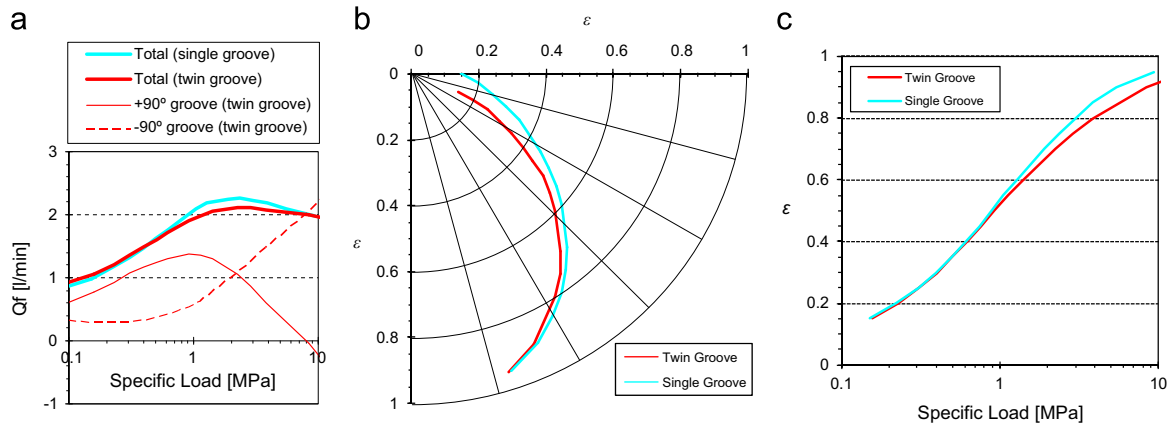 a
Total (single groove)
Total (twin groove)
+90º groove (twin groove)
-90º groove (twin groove)
3
2
1
0
Qf [l/min]
0.1
1
10
Specific Load [MPa]
b
ε
0 0.2 0.4 0.6 0.8 1
0
0.2
0.4
ε
0.6
0.8
1
Twin Groove
Single Groove
c
1
0.8
0.6
ε
0.4
0.2
0
Twin Groove
Single Groove
0.1 1 10
Specific Load [MPa]